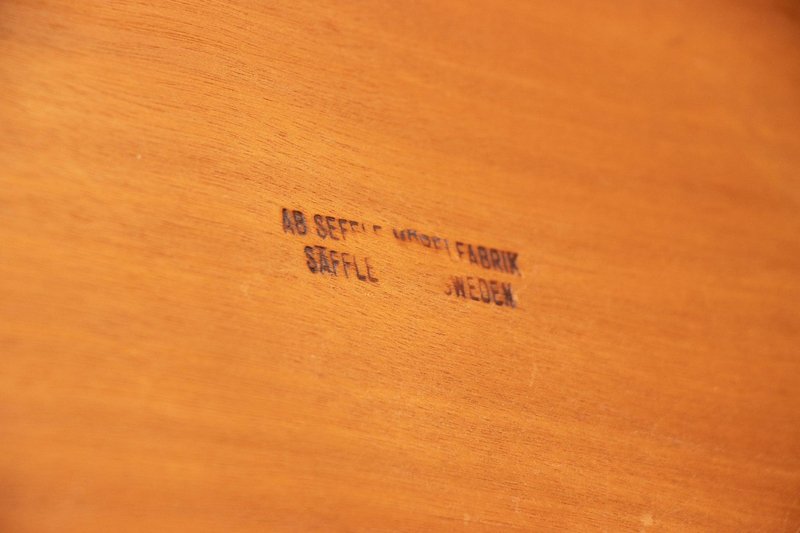 AB SEFFLE MÖBELFABRIK
SÄFFLE SWEDEN